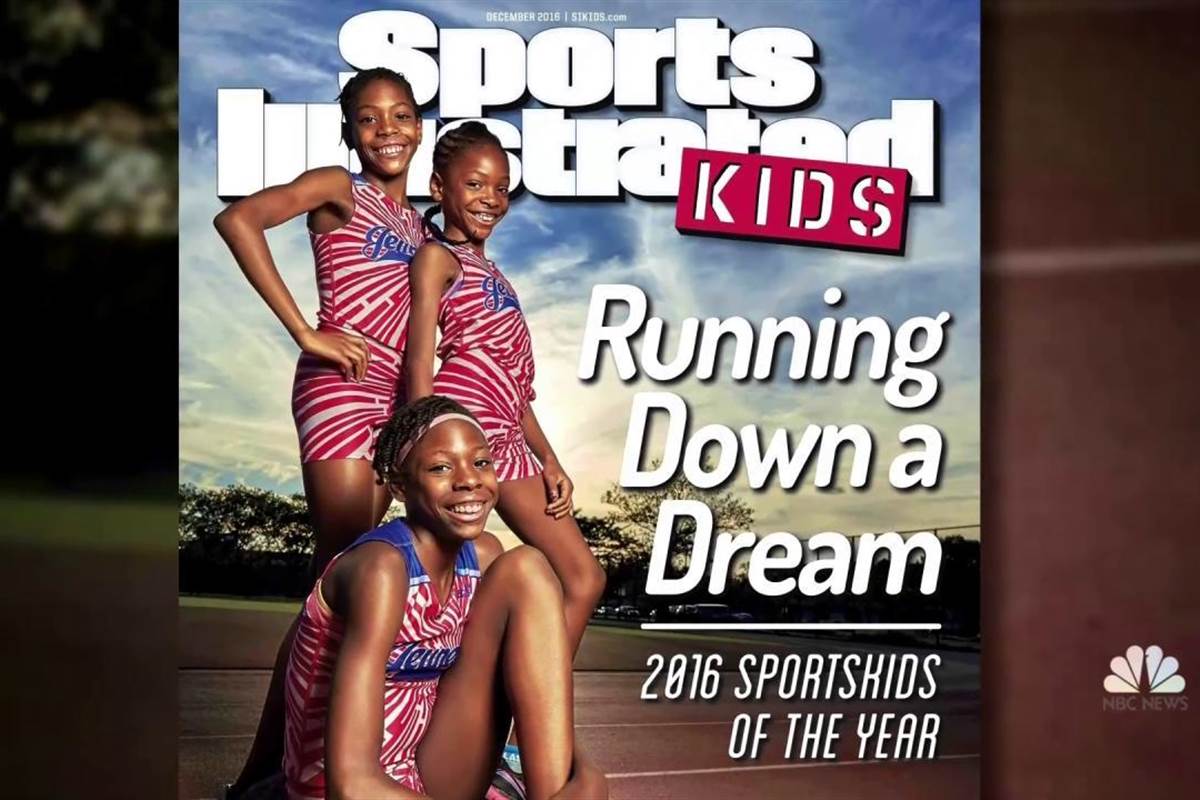 DECEMBER 2016 | SIKIDS.com
Sports
Illustrated
KIDS
Running
Down a
Dream
2016 SPORTSKIDS
OF THE YEAR
NBC NEWS